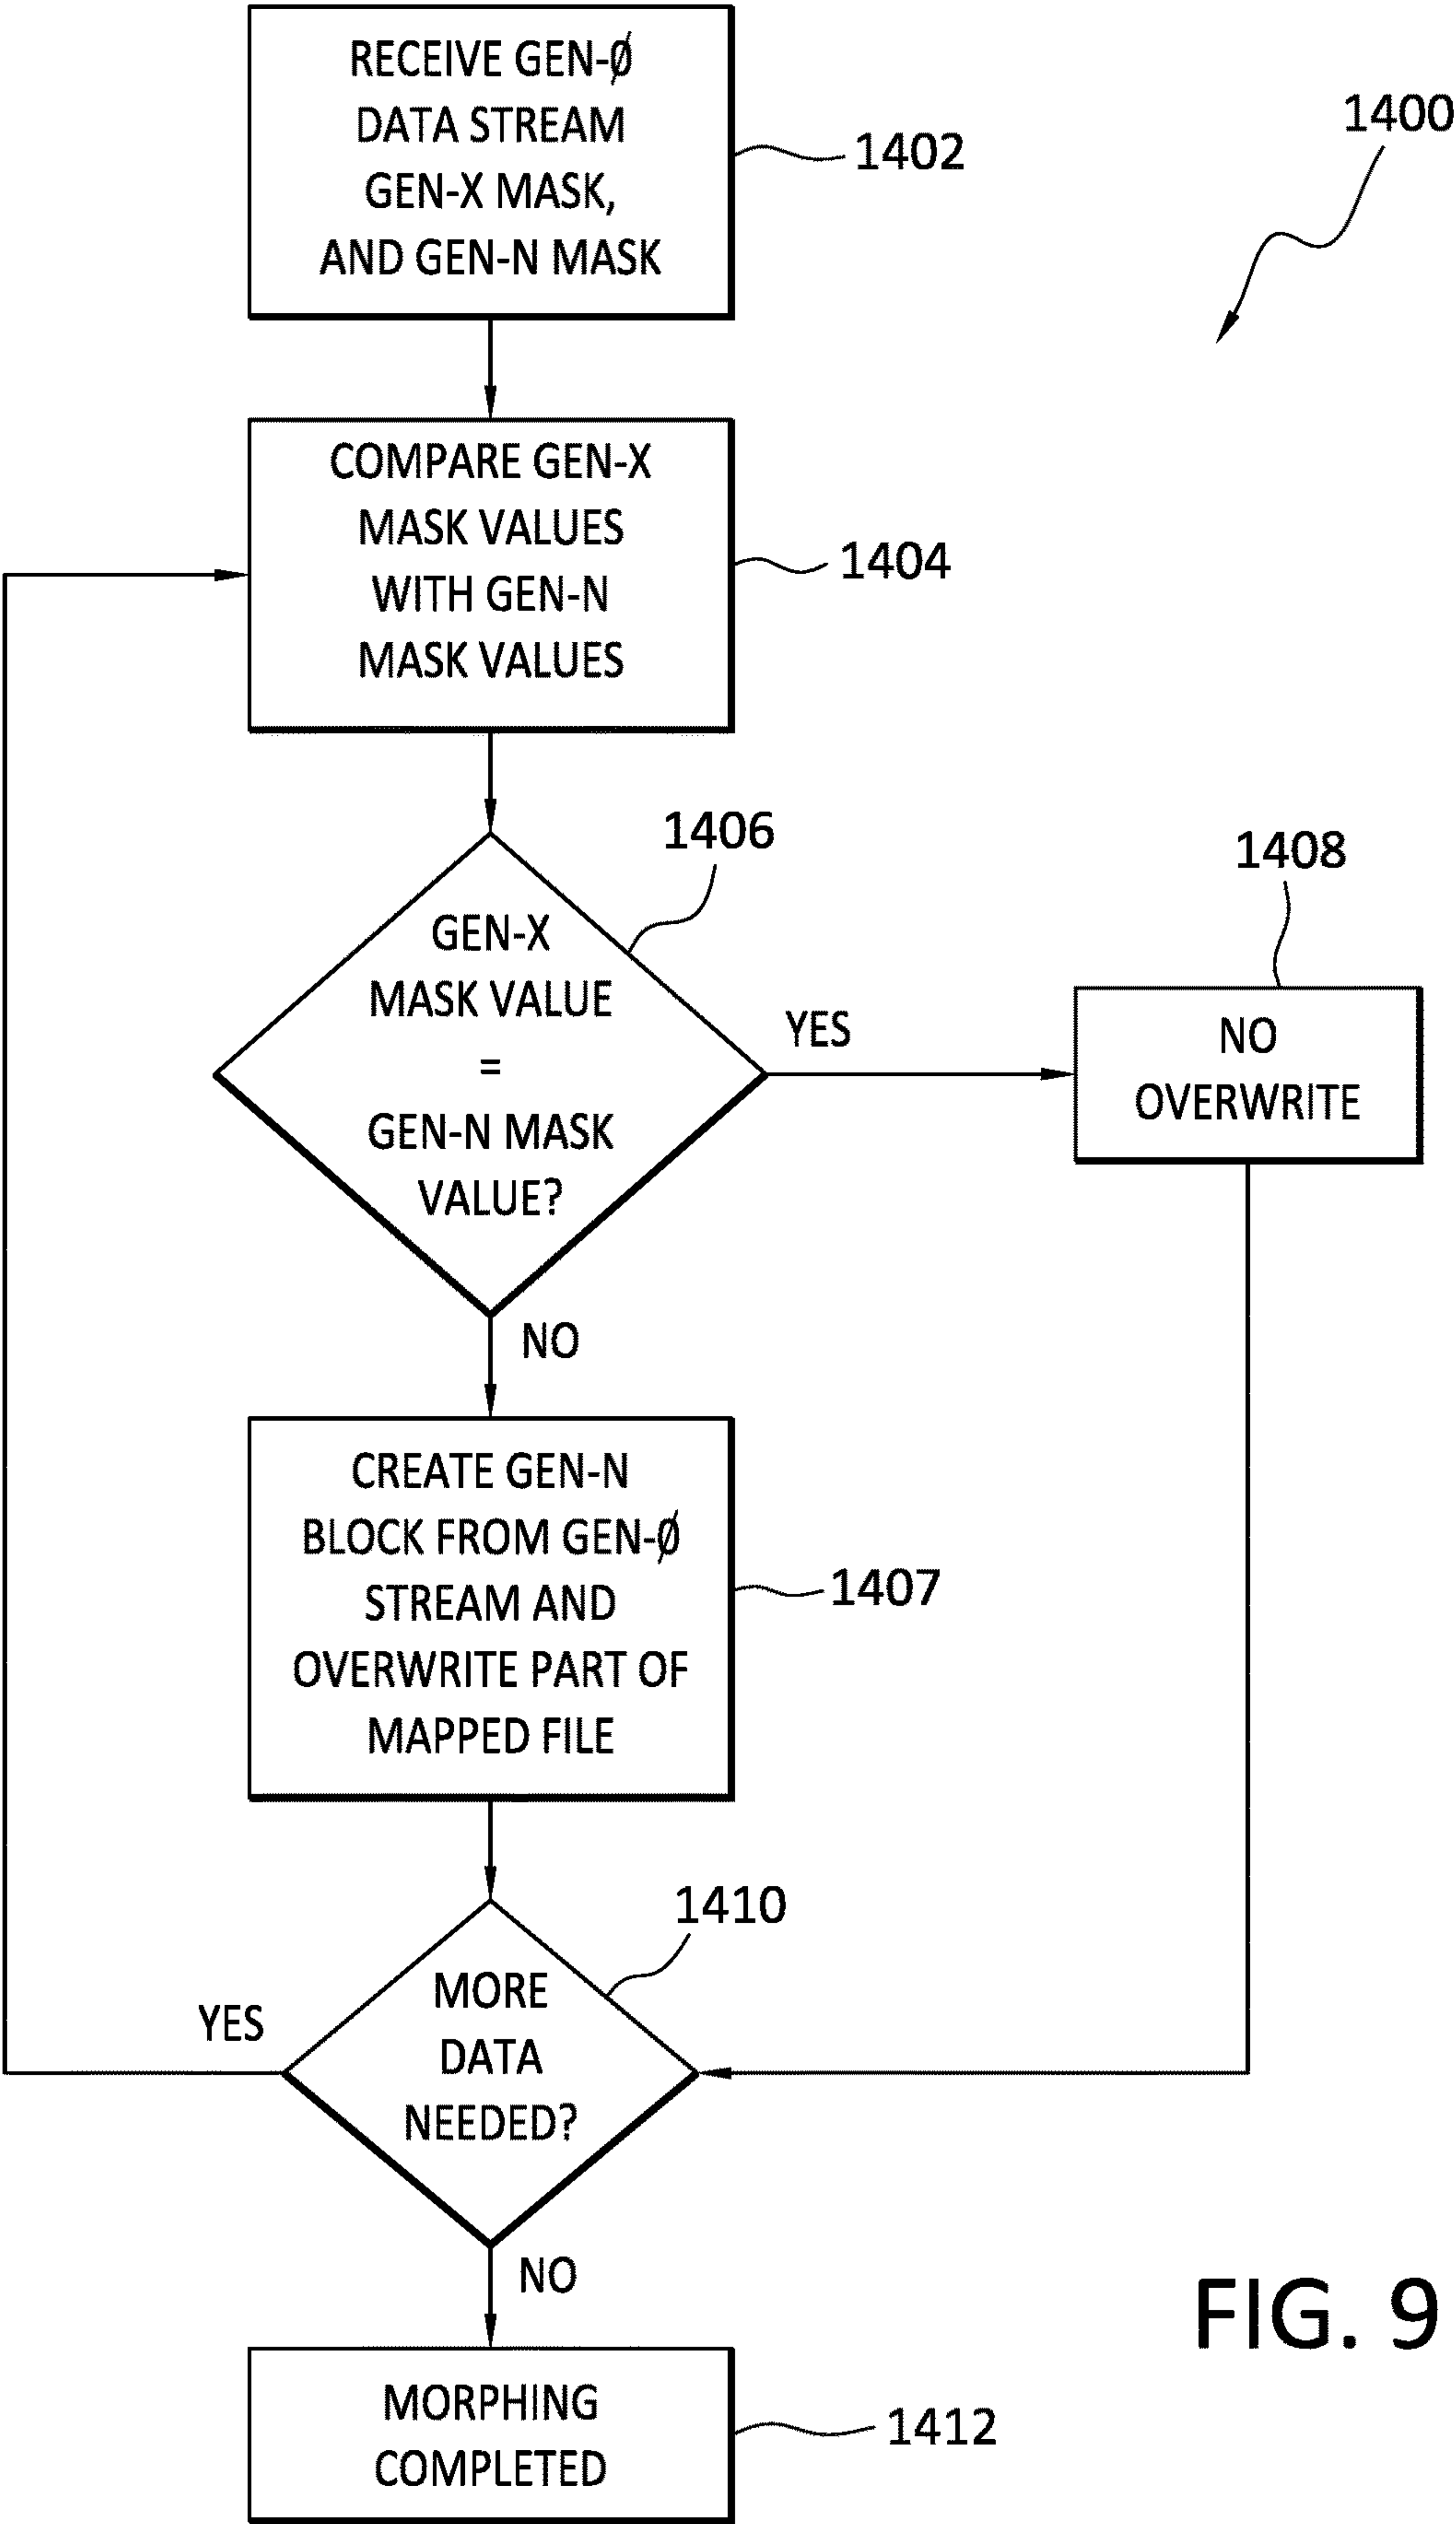 RECEIVE GEN-Ø
DATA STREAM
GEN-X MASK,
AND GEN-N MASK
1402
1400
COMPARE GEN-X
MASK VALUES
WITH GEN-N
MASK VALUES
1404
1406
GEN-X
MASK VALUE
=
GEN-N MASK
VALUE?
YES
1408
NO
OVERWRITE
NO
CREATE GEN-N
BLOCK FROM GEN-Ø
STREAM AND
OVERWRITE PART OF
MAPPED FILE
1407
1410
MORE
DATA
NEEDED?
YES
NO
MORPHING
COMPLETED
1412
FIG. 9